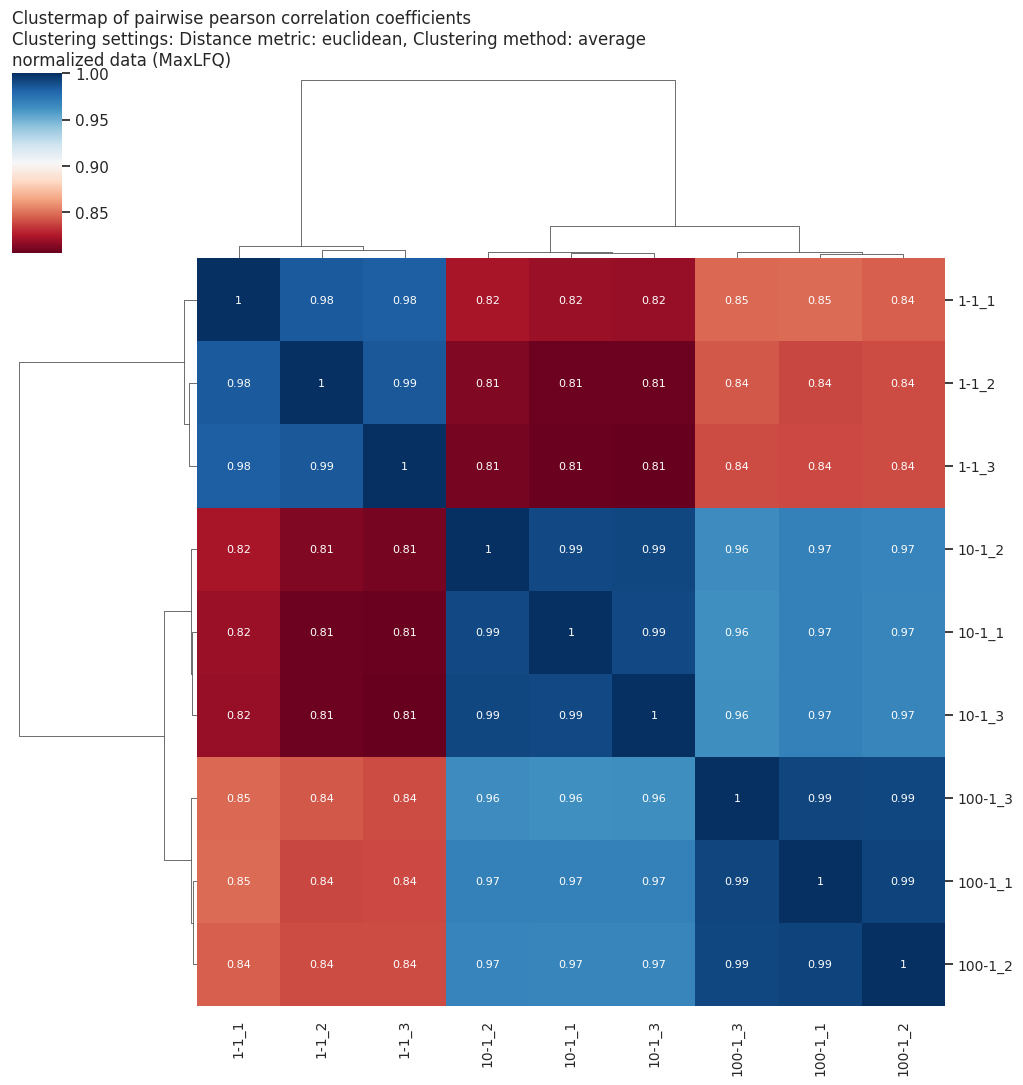 Clustermap of pairwise pearson correlation coefficients
Clustering settings: Distance metric: euclidean, Clustering method: average
normalized data (MaxLFQ)
1.00
0.95
0.90
0.85
1 0.98 0.98 0.82 0.82 0.82 0.85 0.85 0.84 1-1_1
0.98 1 0.99 0.81 0.81 0.81 0.84 0.84 0.84 1-1_2
0.98 0.99 1 0.81 0.81 0.81 0.84 0.84 0.84 1-1_3
0.82 0.81 0.81 1 0.99 0.99 0.96 0.97 0.97 10-1_2
0.82 0.81 0.81 0.99 1 0.99 0.96 0.97 0.97 10-1_1
0.82 0.81 0.81 0.99 0.99 1 0.96 0.97 0.97 10-1_3
0.85 0.84 0.84 0.96 0.96 0.96 1 0.99 0.99 100-1_3
0.85 0.84 0.84 0.97 0.97 0.97 0.99 1 0.99 100-1_1
0.84 0.84 0.84 0.97 0.97 0.97 0.99 0.99 1 100-1_2
1-1_1 1-1_2 1-1_3 10-1_2 10-1_1 10-1_3 100-1_3 100-1_1 100-1_2